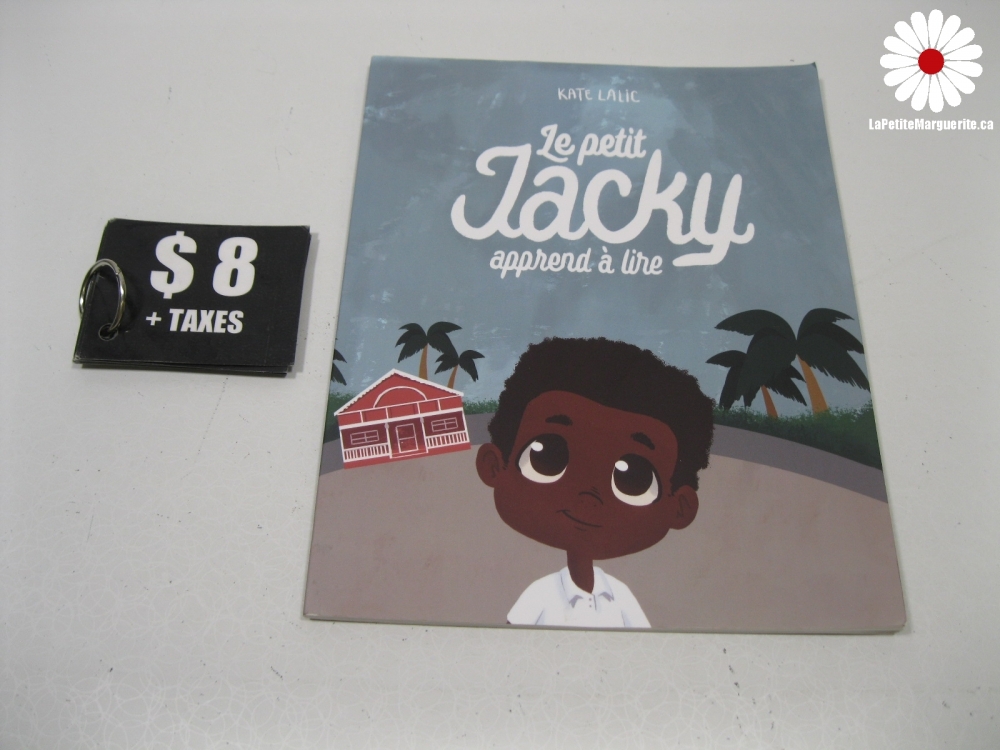 LaPetiteMarguerite.ca
KATE LALIC
Le petit
Jacky
apprend à lire
$ 8
+ TAXES